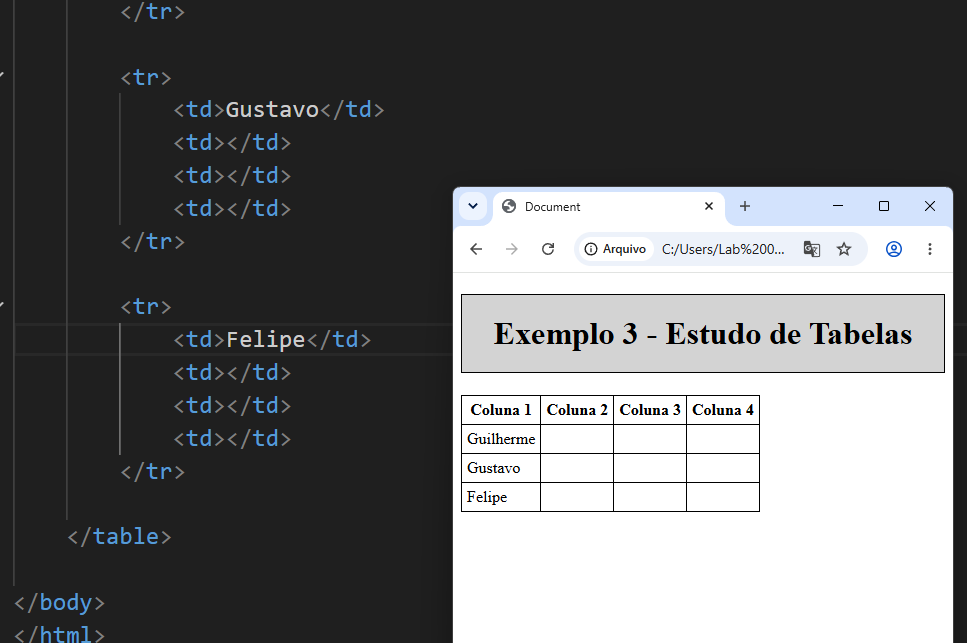 </tr>
<tr>
<td>Gustavo</td>
<td></td>
<td></td>
<td></td>
</tr>
<tr>
<td>Felipe</td>
<td></td>
<td></td>
<td></td>
</tr>
</table>
</body>
</html>
Document
Arquivo C:/Users/Lab%200...
Exemplo 3 - Estudo de Tabelas
Coluna 1 Coluna 2 Coluna 3 Coluna 4
Guilherme
Gustavo
Felipe